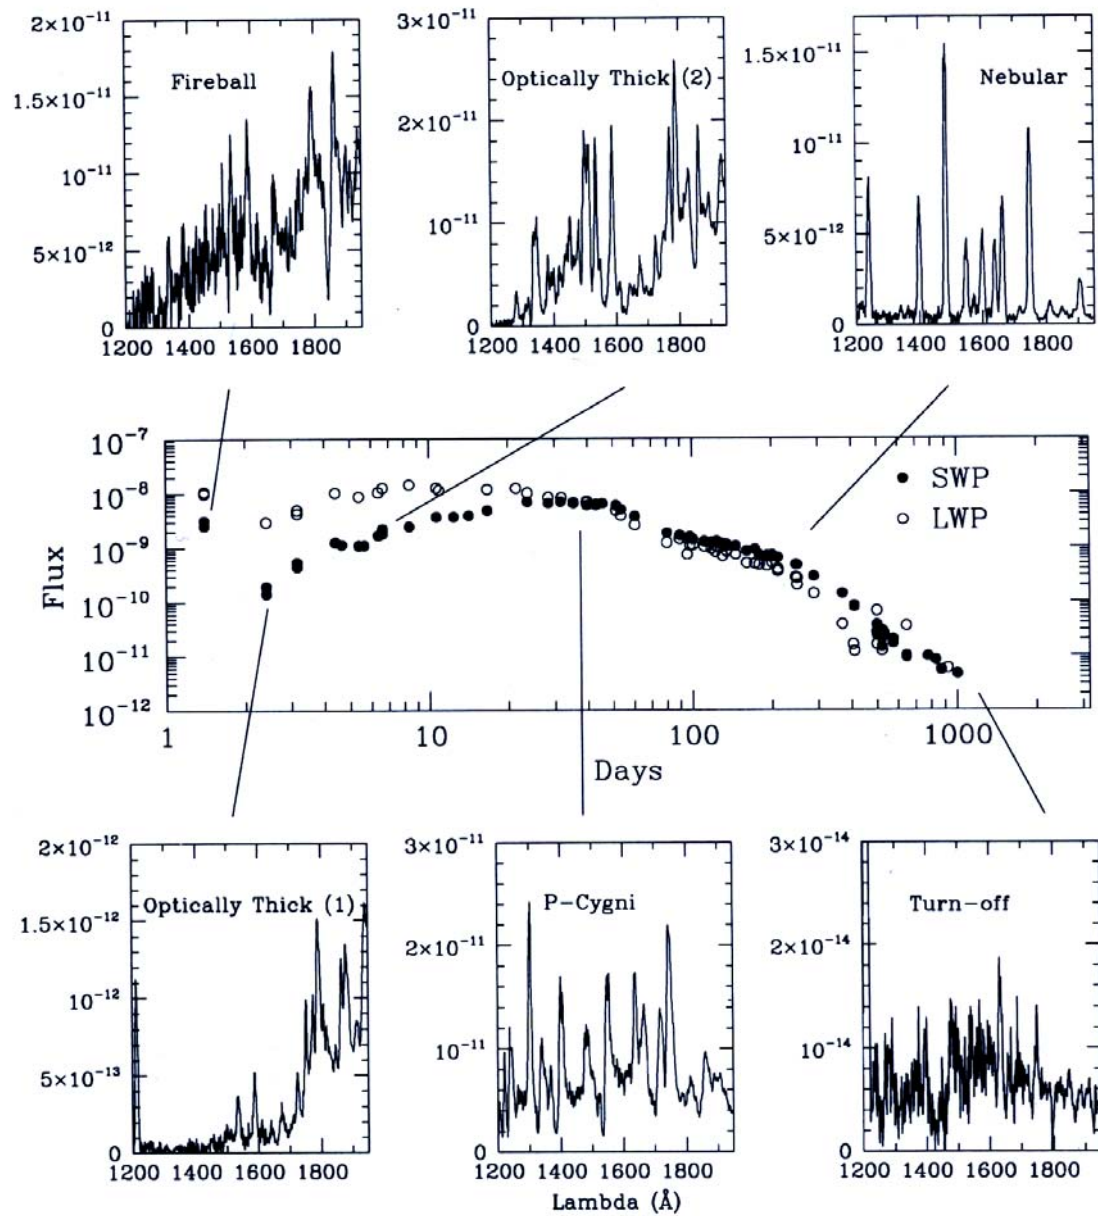 2×10⁻¹¹
1.5×10⁻¹¹
10⁻¹¹
5×10⁻¹²
0
Fireball
1200 1400 1600 1800
3×10⁻¹¹
2×10⁻¹¹
10⁻¹¹
0
Optically Thick (2)
1200 1400 1600 1800
1.5×10⁻¹¹
10⁻¹¹
5×10⁻¹²
0
Nebular
1200 1400 1600 1800
10⁻⁷
10⁻⁸
10⁻⁹
10⁻¹⁰
10⁻¹¹
10⁻¹²
Flux
SWP
LWP
1 10 100 1000
Days
2×10⁻¹²
1.5×10⁻¹²
10⁻¹²
5×10⁻¹³
0
Optically Thick (1)
1200 1400 1600 1800
3×10⁻¹¹
2×10⁻¹¹
10⁻¹¹
0
P-Cygni
1200 1400 1600 1800
Lambda (Å)
3×10⁻¹⁴
2×10⁻¹⁴
10⁻¹⁴
0
Turn-off
1200 1400 1600 1800